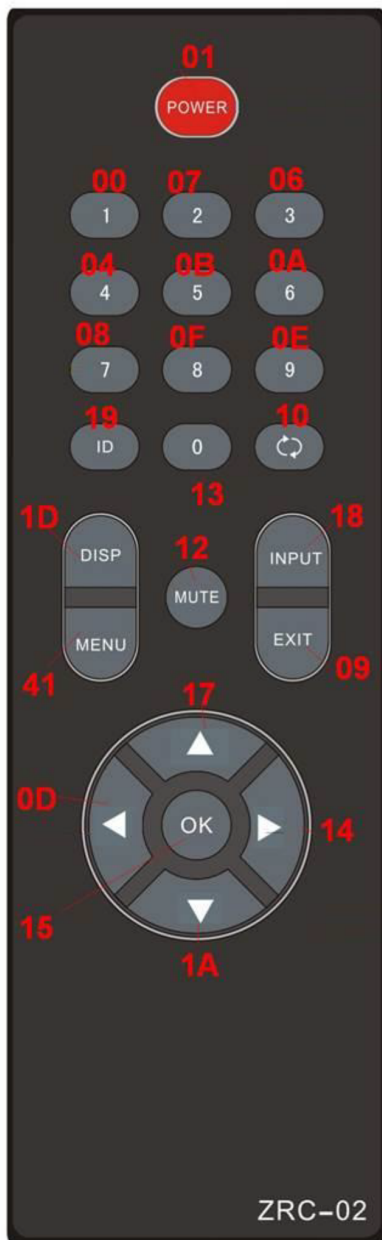 01
POWER
00 07 06
1 2 3
04 0B 0A
4 5 6
08 0F 0E
7 8 9
19 10
ID 0
13
1D 12 18
DISP MUTE INPUT
MENU EXIT
41 09
17
0D
OK
14
15
1A
ZRC-02